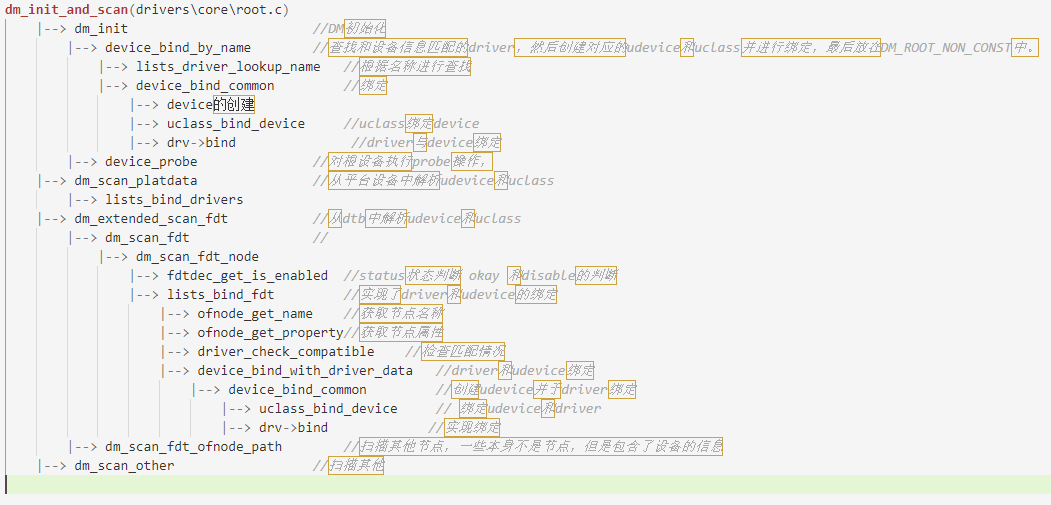 dm_init_and_scan(drivers\core\root.c)
|--> dm_init //DM初始化
|--> device_bind_by_name //查找和设备信息匹配的driver，然后创建对应的udevice和uclass并进行绑定，最后放在DM_ROOT_NON_CONST中。
|--> lists_driver_lookup_name //根据名称进行查找
|--> device_bind_common //绑定
|--> device的创建
|--> uclass_bind_device //uclass绑定device
|--> drv->bind //driver与device绑定
|--> device_probe //对根设备执行probe操作，
|--> dm_scan_platdata //从平台设备中解析udevice和uclass
|--> lists_bind_drivers
|--> dm_extended_scan_fdt //从dtb中解析udevice和uclass
|--> dm_scan_fdt //
|--> dm_scan_fdt_node
|--> fdtdec_get_is_enabled //status状态判断 okay 和disable的判断
|--> lists_bind_fdt //实现了driver和udevice的绑定
|--> ofnode_get_name //获取节点名称
|--> ofnode_get_property//获取节点属性
|--> driver_check_compatible //检查匹配情况
|--> device_bind_with_driver_data //driver和udevice绑定
|--> device_bind_common //创建udevice并于driver绑定
|--> uclass_bind_device // 绑定udevice和driver
|--> drv->bind //实现绑定
|--> dm_scan_fdt_ofnode_path //扫描其他节点，一些本身不是节点，但是包含了设备的信息
|--> dm_scan_other //扫描其他